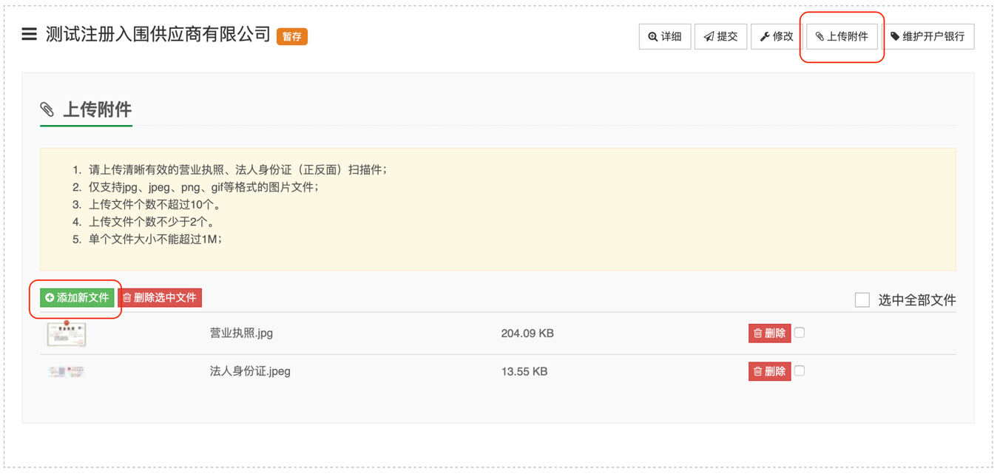 测试注册入围供应商有限公司 暂存
详细 提交 修改 上传附件 维护开户银行
上传附件
1. 请上传清晰有效的营业执照、法人身份证（正反面）扫描件；
2. 仅支持jpg、jpeg、png、gif等格式的图片文件；
3. 上传文件个数不超过10个。
4. 上传文件个数不少于2个。
5. 单个文件大小不能超过1M；
添加新文件 删除选中文件 选中全部文件
营业执照.jpg 204.09 KB 删除
法人身份证.jpeg 13.55 KB 删除